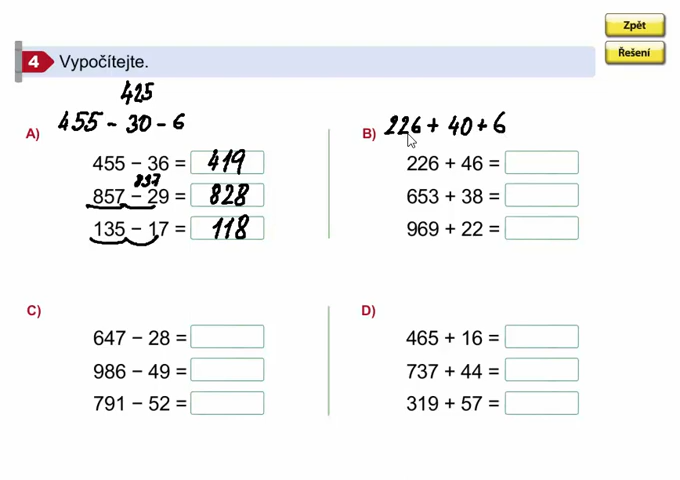 Zpět
Řešení
4 Vypočítejte.
425
455 - 30 - 6
A)
455 − 36 = 419
837
857 − 29 = 828
135 − 17 = 118
226 + 40 + 6
B)
226 + 46 =
653 + 38 =
969 + 22 =
C)
647 − 28 =
986 − 49 =
791 − 52 =
D)
465 + 16 =
737 + 44 =
319 + 57 =